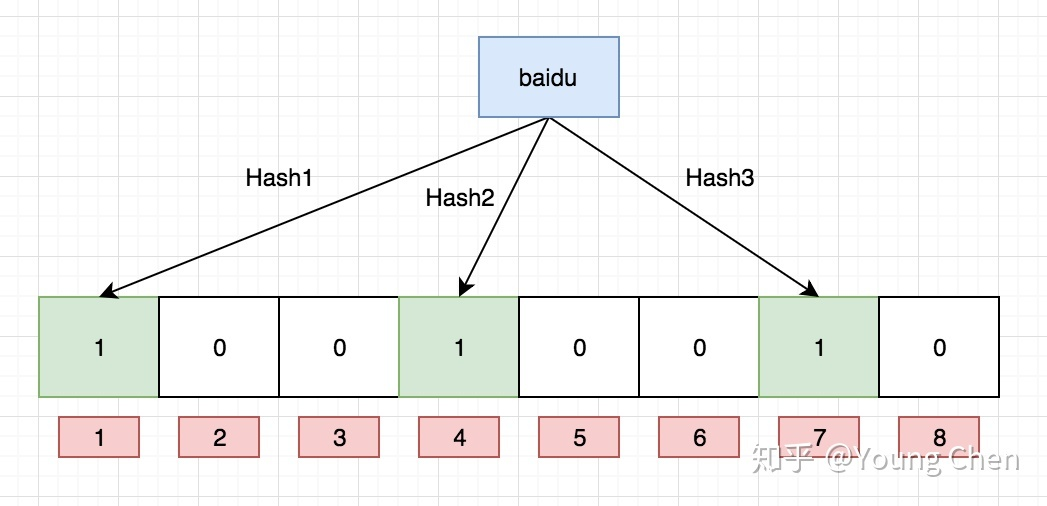 baidu
Hash1
Hash2
Hash3
1 0 0 1 0 0 1 0
1 2 3 4 5 6 7 8
知乎 @Young Chen